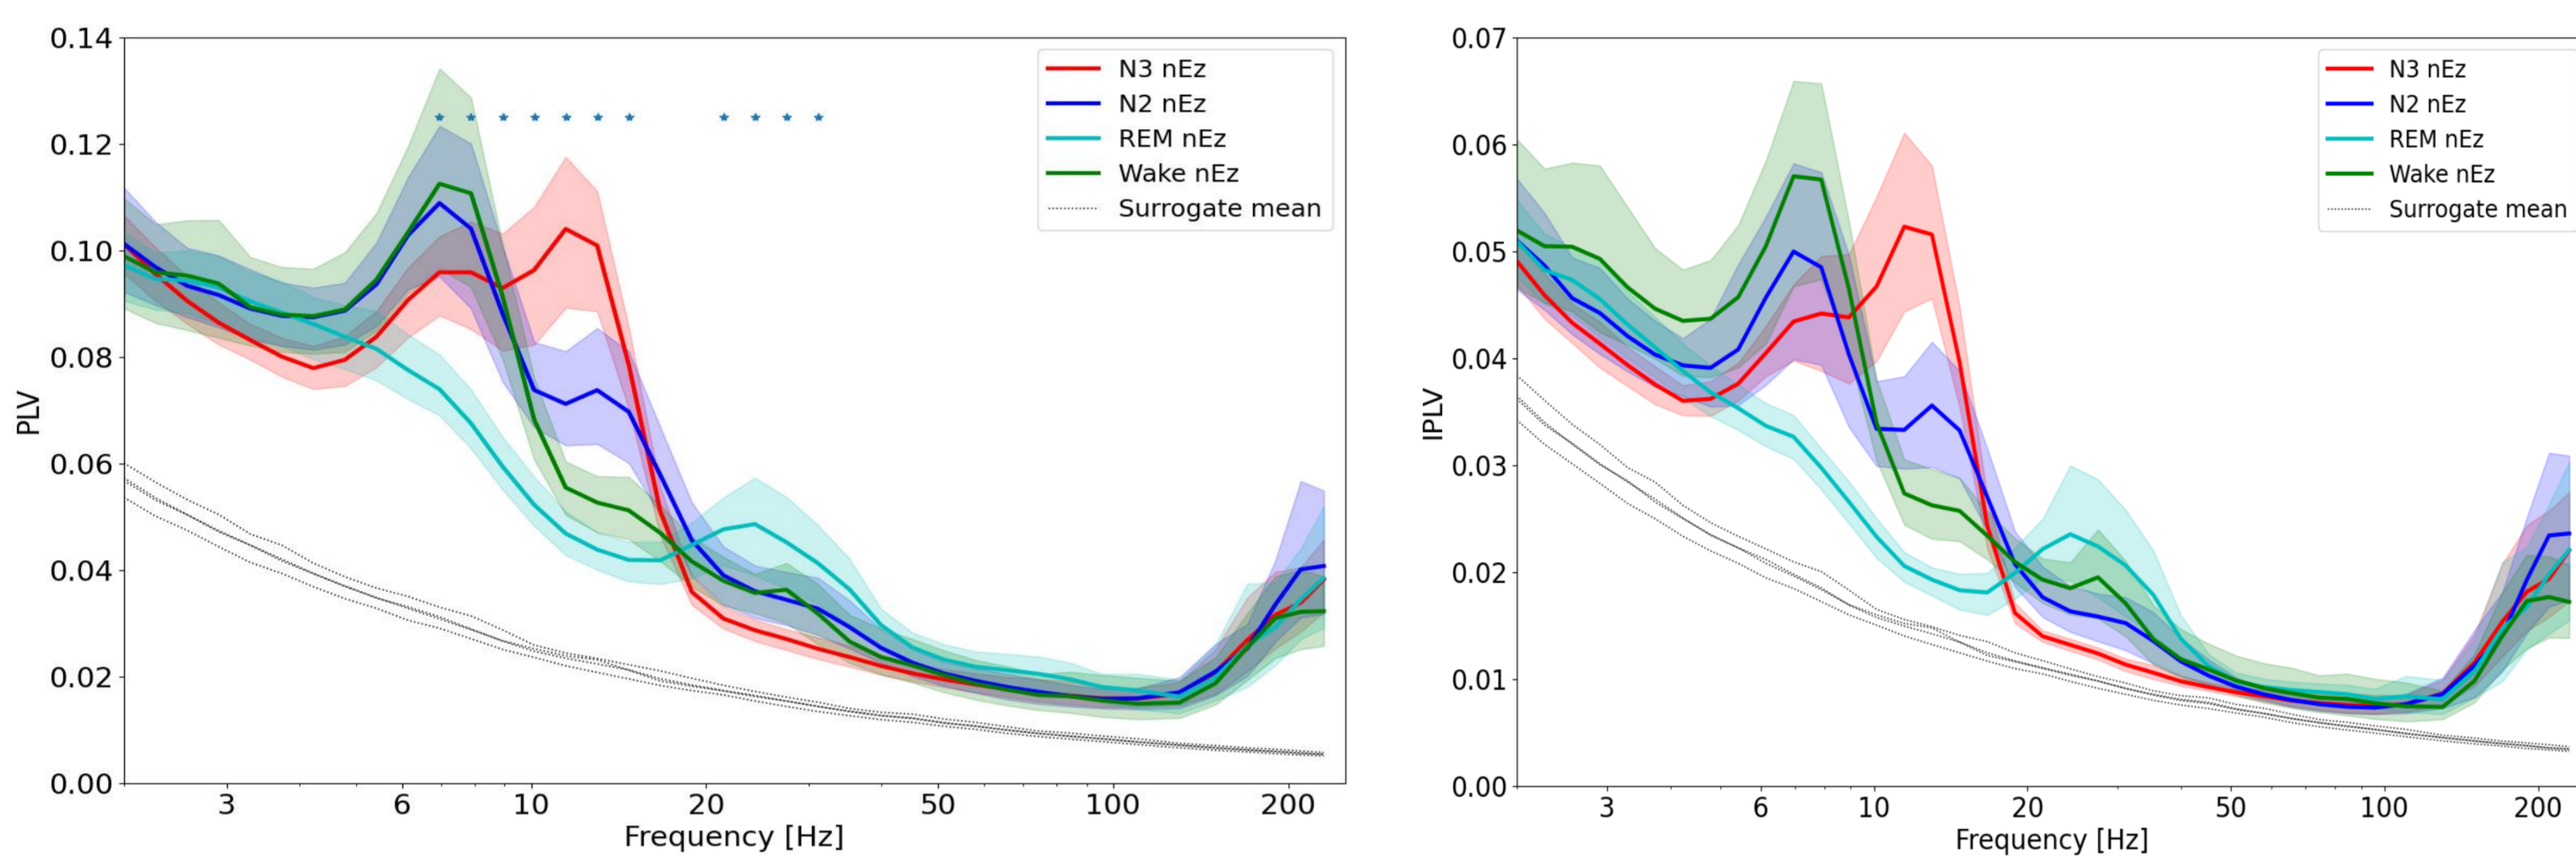 0.14
0.12
0.10
0.08
0.06
0.04
0.02
0.00
PLV
3 6 10 20 50 100 200
Frequency [Hz]
N3 nEz
N2 nEz
REM nEz
Wake nEz
Surrogate mean
0.07
0.06
0.05
0.04
0.03
0.02
0.01
0.00
IPLV
3 6 10 20 50 100 200
Frequency [Hz]
N3 nEz
N2 nEz
REM nEz
Wake nEz
Surrogate mean